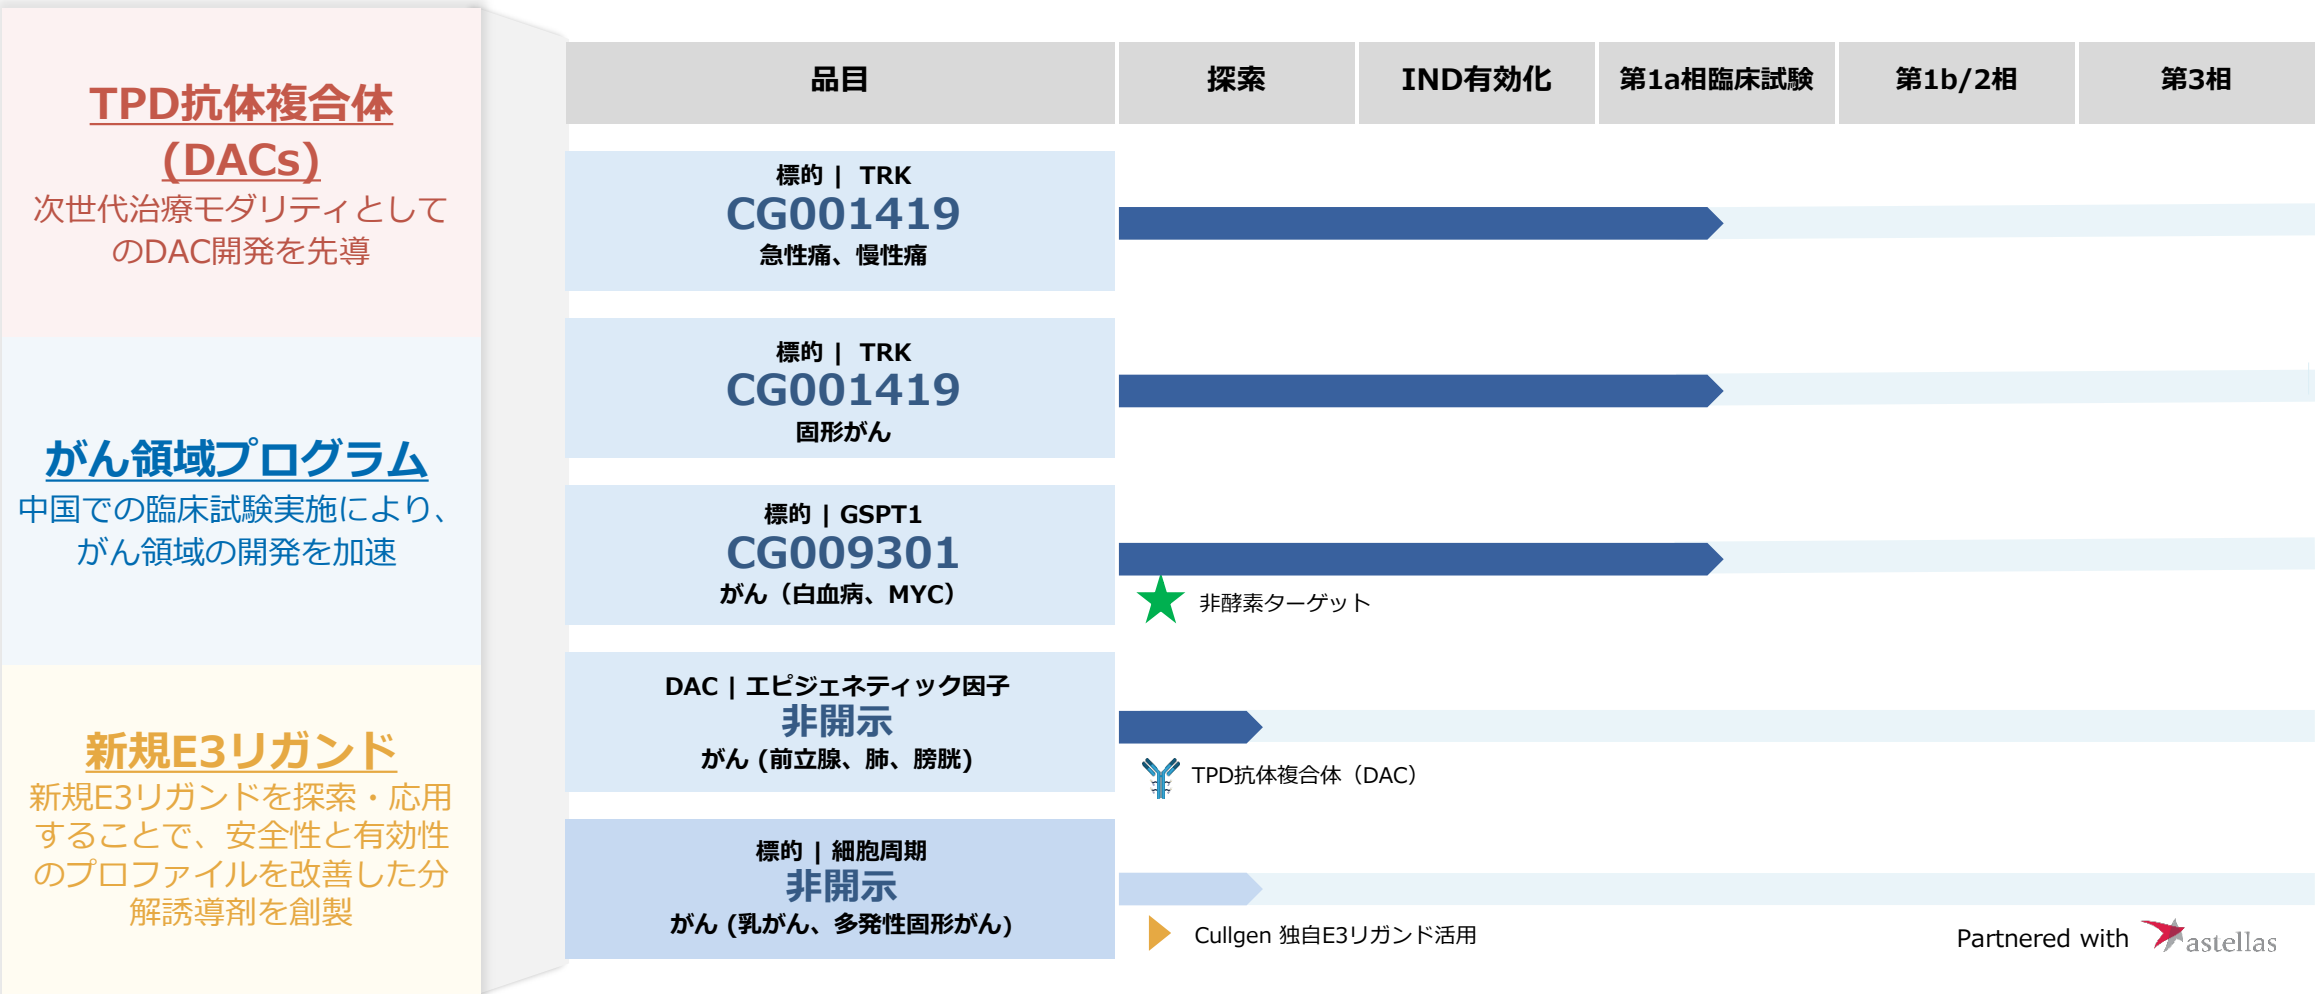 TPD抗体複合体
(DACs)
次世代治療モダリティとして
のDAC開発を先導
がん領域プログラム
中国での臨床試験実施により、
がん領域の開発を加速
新規E3リガンド
新規E3リガンドを探索・応用
することで、安全性と有効性
のプロファイルを改善した分
解誘導剤を創製
品目 探索 IND有効化 第1a相臨床試験 第1b/2相 第3相
標的 | TRK
CG001419
急性痛、慢性痛
標的 | TRK
CG001419
固形がん
標的 | GSPT1
CG009301
がん（白血病、MYC）
非酵素ターゲット
DAC | エピジェネティック因子
非開示
がん (前立腺、肺、膀胱)
TPD抗体複合体（DAC）
標的 | 細胞周期
非開示
がん (乳がん、多発性固形がん)
Cullgen 独自E3リガンド活用
Partnered with astellas